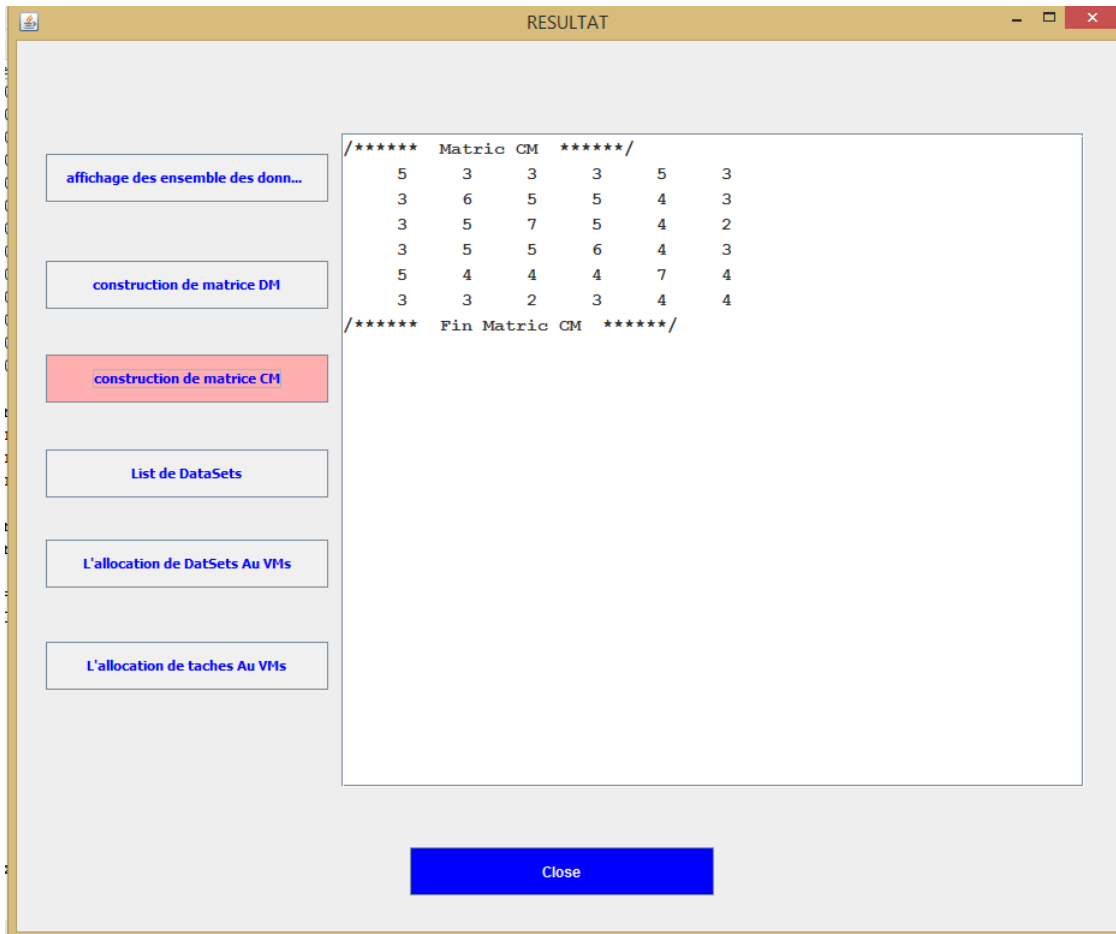 RESULTAT
affichage des ensemble des donn...
construction de matrice DM
construction de matrice CM
List de DataSets
L'allocation de DatSets Au VMs
L'allocation de taches Au VMs
/****** Matric CM ******/
5 3 3 3 5 3
3 6 5 5 4 3
3 5 7 5 4 2
3 5 5 6 4 3
5 4 4 4 7 4
3 3 2 3 4 4
/****** Fin Matric CM ******/
Close